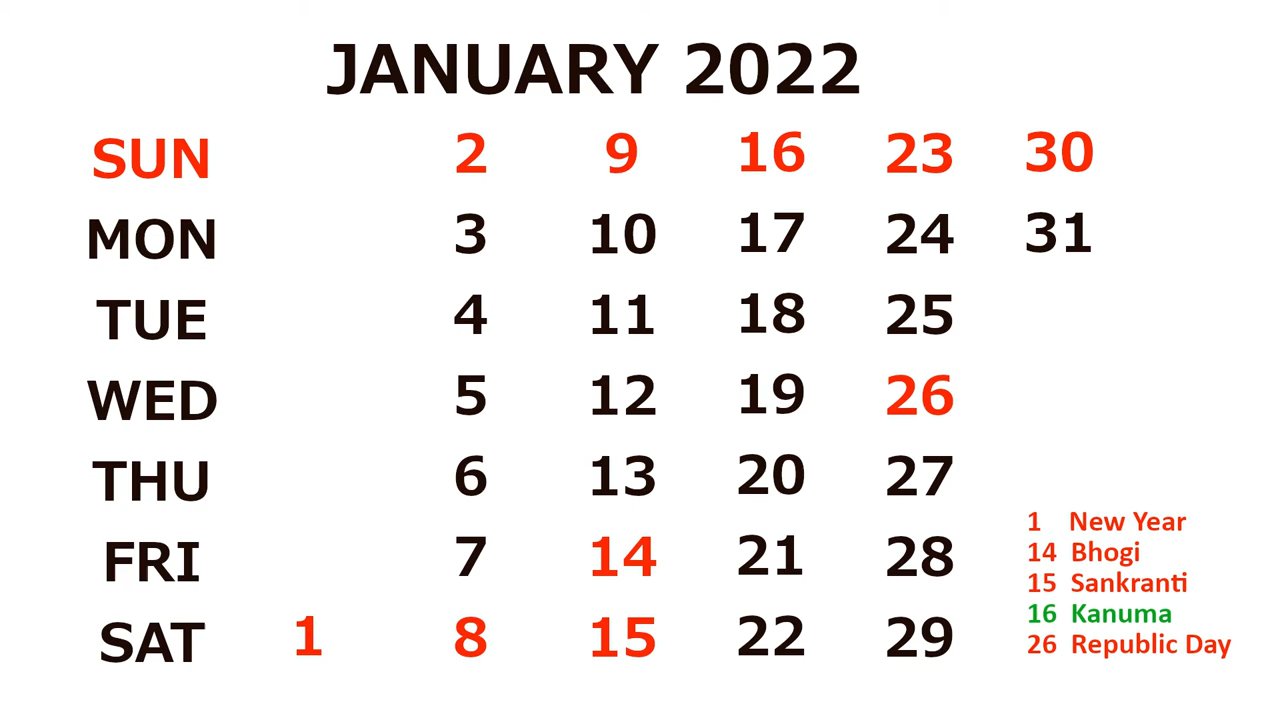 JANUARY 2022
SUN 2 9 16 23 30
MON 3 10 17 24 31
TUE 4 11 18 25
WED 5 12 19 26
THU 6 13 20 27
FRI 7 14 21 28
SAT 1 8 15 22 29
1 New Year
14 Bhogi
15 Sankranti
16 Kanuma
26 Republic Day